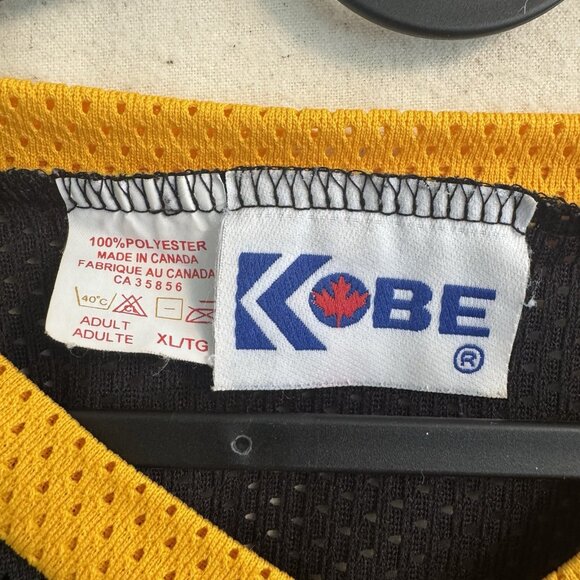 100%POLYESTER
MADE IN CANADA
FABRIQUE AU CANADA
CA 35856
40°C
ADULT
ADULTE XL/TG
KOBE
®